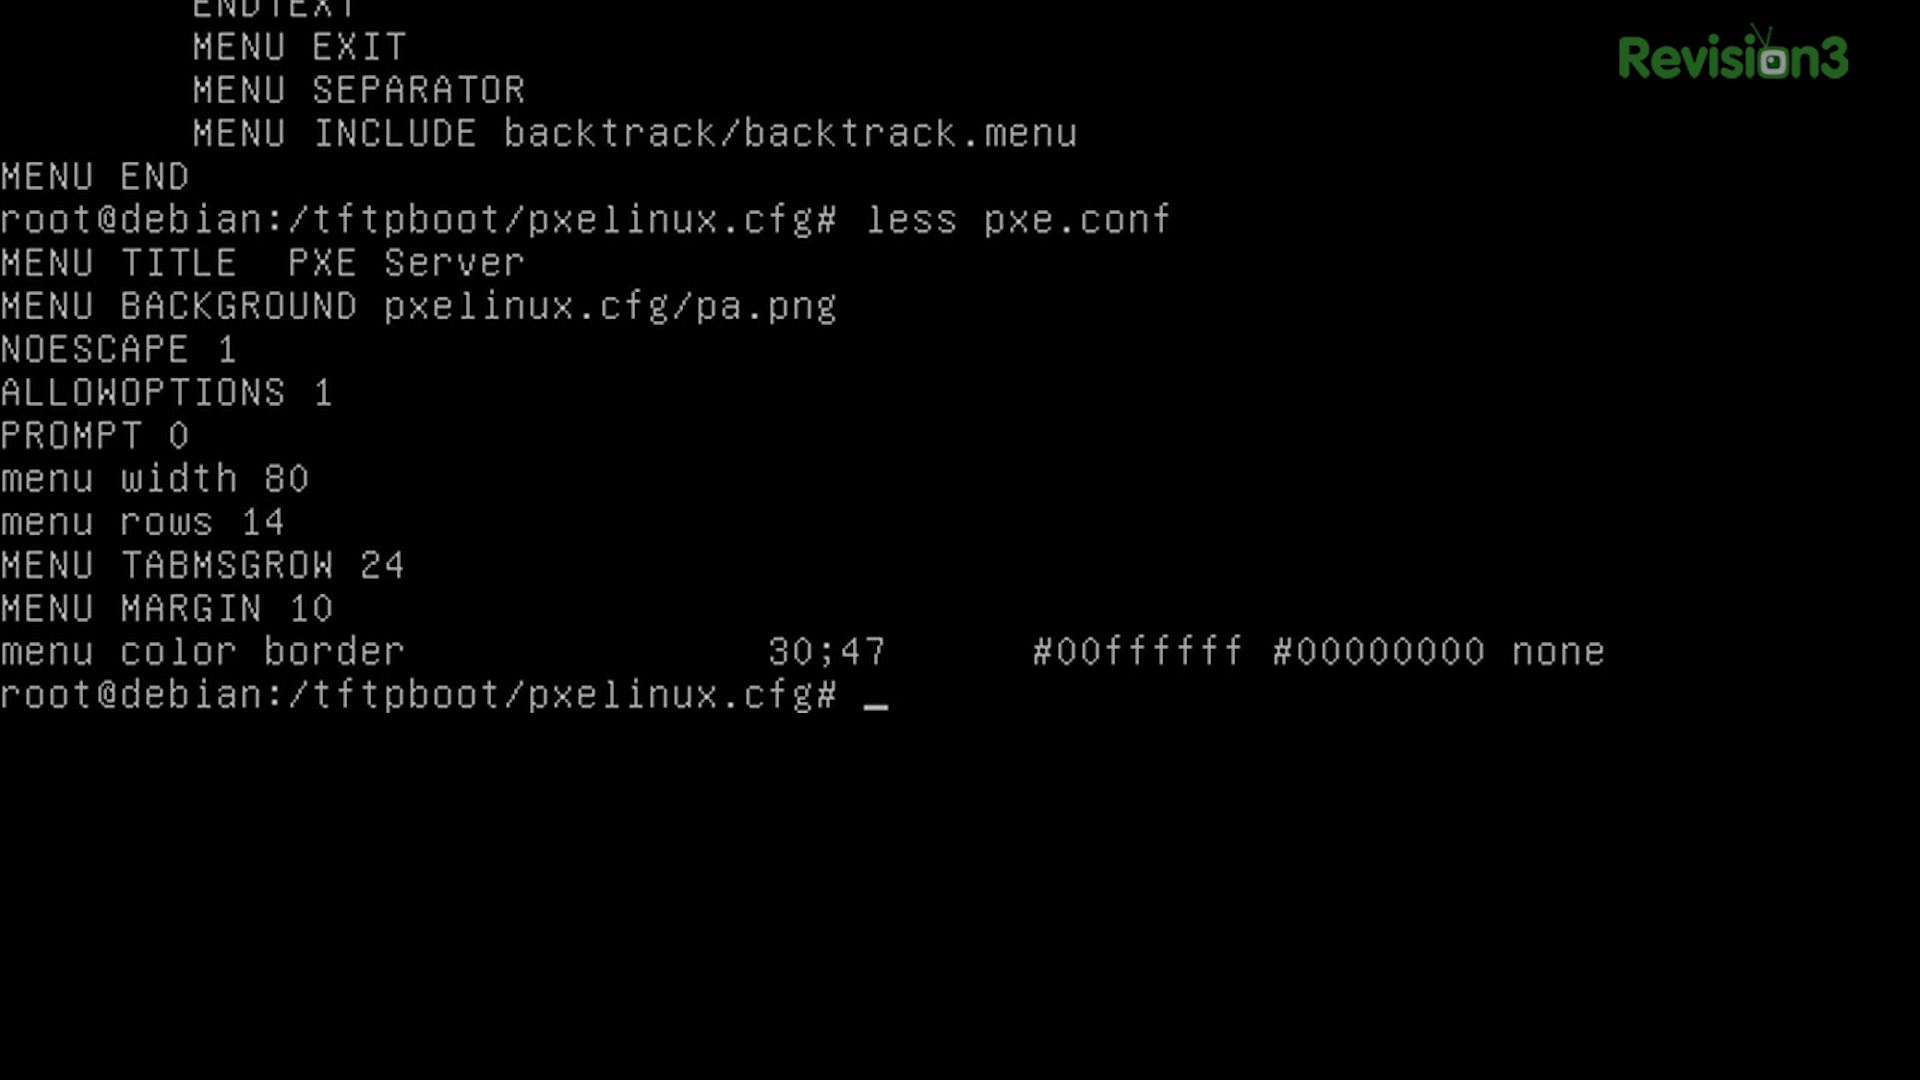 ENDTEXT
MENU EXIT
MENU SEPARATOR
MENU INCLUDE backtrack/backtrack.menu
MENU END
root@debian:/tftpboot/pxelinux.cfg# less pxe.conf
MENU TITLE  PXE Server
MENU BACKGROUND pxelinux.cfg/pa.png
NOESCAPE 1
ALLOWOPTIONS 1
PROMPT 0
menu width 80
menu rows 14
MENU TABMSGROW 24
MENU MARGIN 10
menu color border               30;47      #00ffffff #00000000 none
root@debian:/tftpboot/pxelinux.cfg# _
Revision3